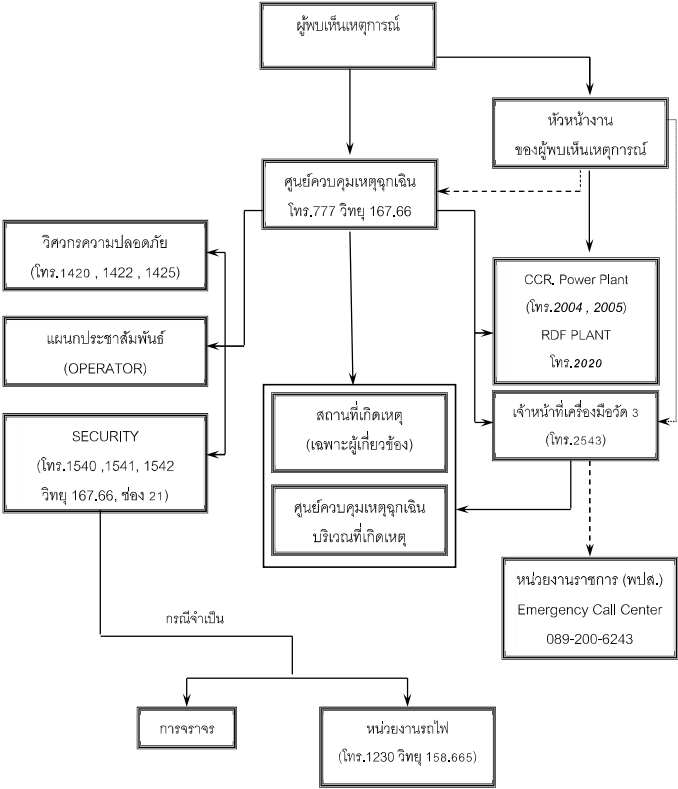 ผู้พบเห็นเหตุการณ์
หัวหน้างาน
ของผู้พบเห็นเหตุการณ์
ศูนย์ควบคุมเหตุฉุกเฉิน
โทร.777 วิทยุ 167.66
วิศวกรความปลอดภัย
(โทร.1420 , 1422 , 1425)
CCR. Power Plant
(โทร.2004 , 2005)
RDF PLANT
โทร.2020
แผนกประชาสัมพันธ์
(OPERATOR)
สถานที่เกิดเหตุ
(เฉพาะผู้เกี่ยวข้อง)
เจ้าหน้าที่เครื่องมือวัด 3
(โทร.2543)
SECURITY
(โทร.1540 ,1541, 1542
วิทยุ 167.66, ช่อง 21)
ศูนย์ควบคุมเหตุฉุกเฉิน
บริเวณที่เกิดเหตุ
หน่วยงานราชการ (พปส.)
Emergency Call Center
089-200-6243
กรณีจำเป็น
การจราจร
หน่วยงานรถไฟ
(โทร.1230 วิทยุ 158.665)